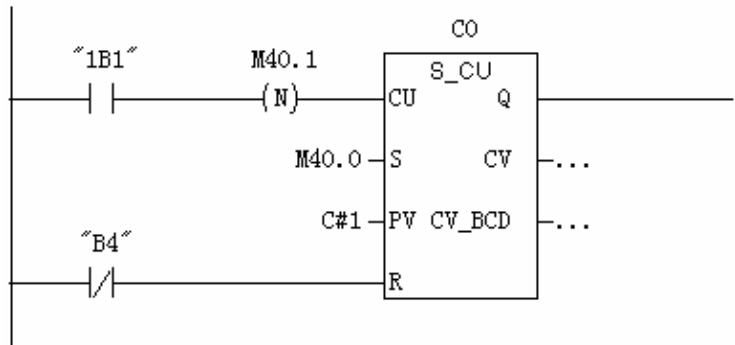 C0
"1B1" M40.1 S_CU
(N) CU Q
M40.0 S CV ...
C#1 PV CV_BCD ...
"B4"
R